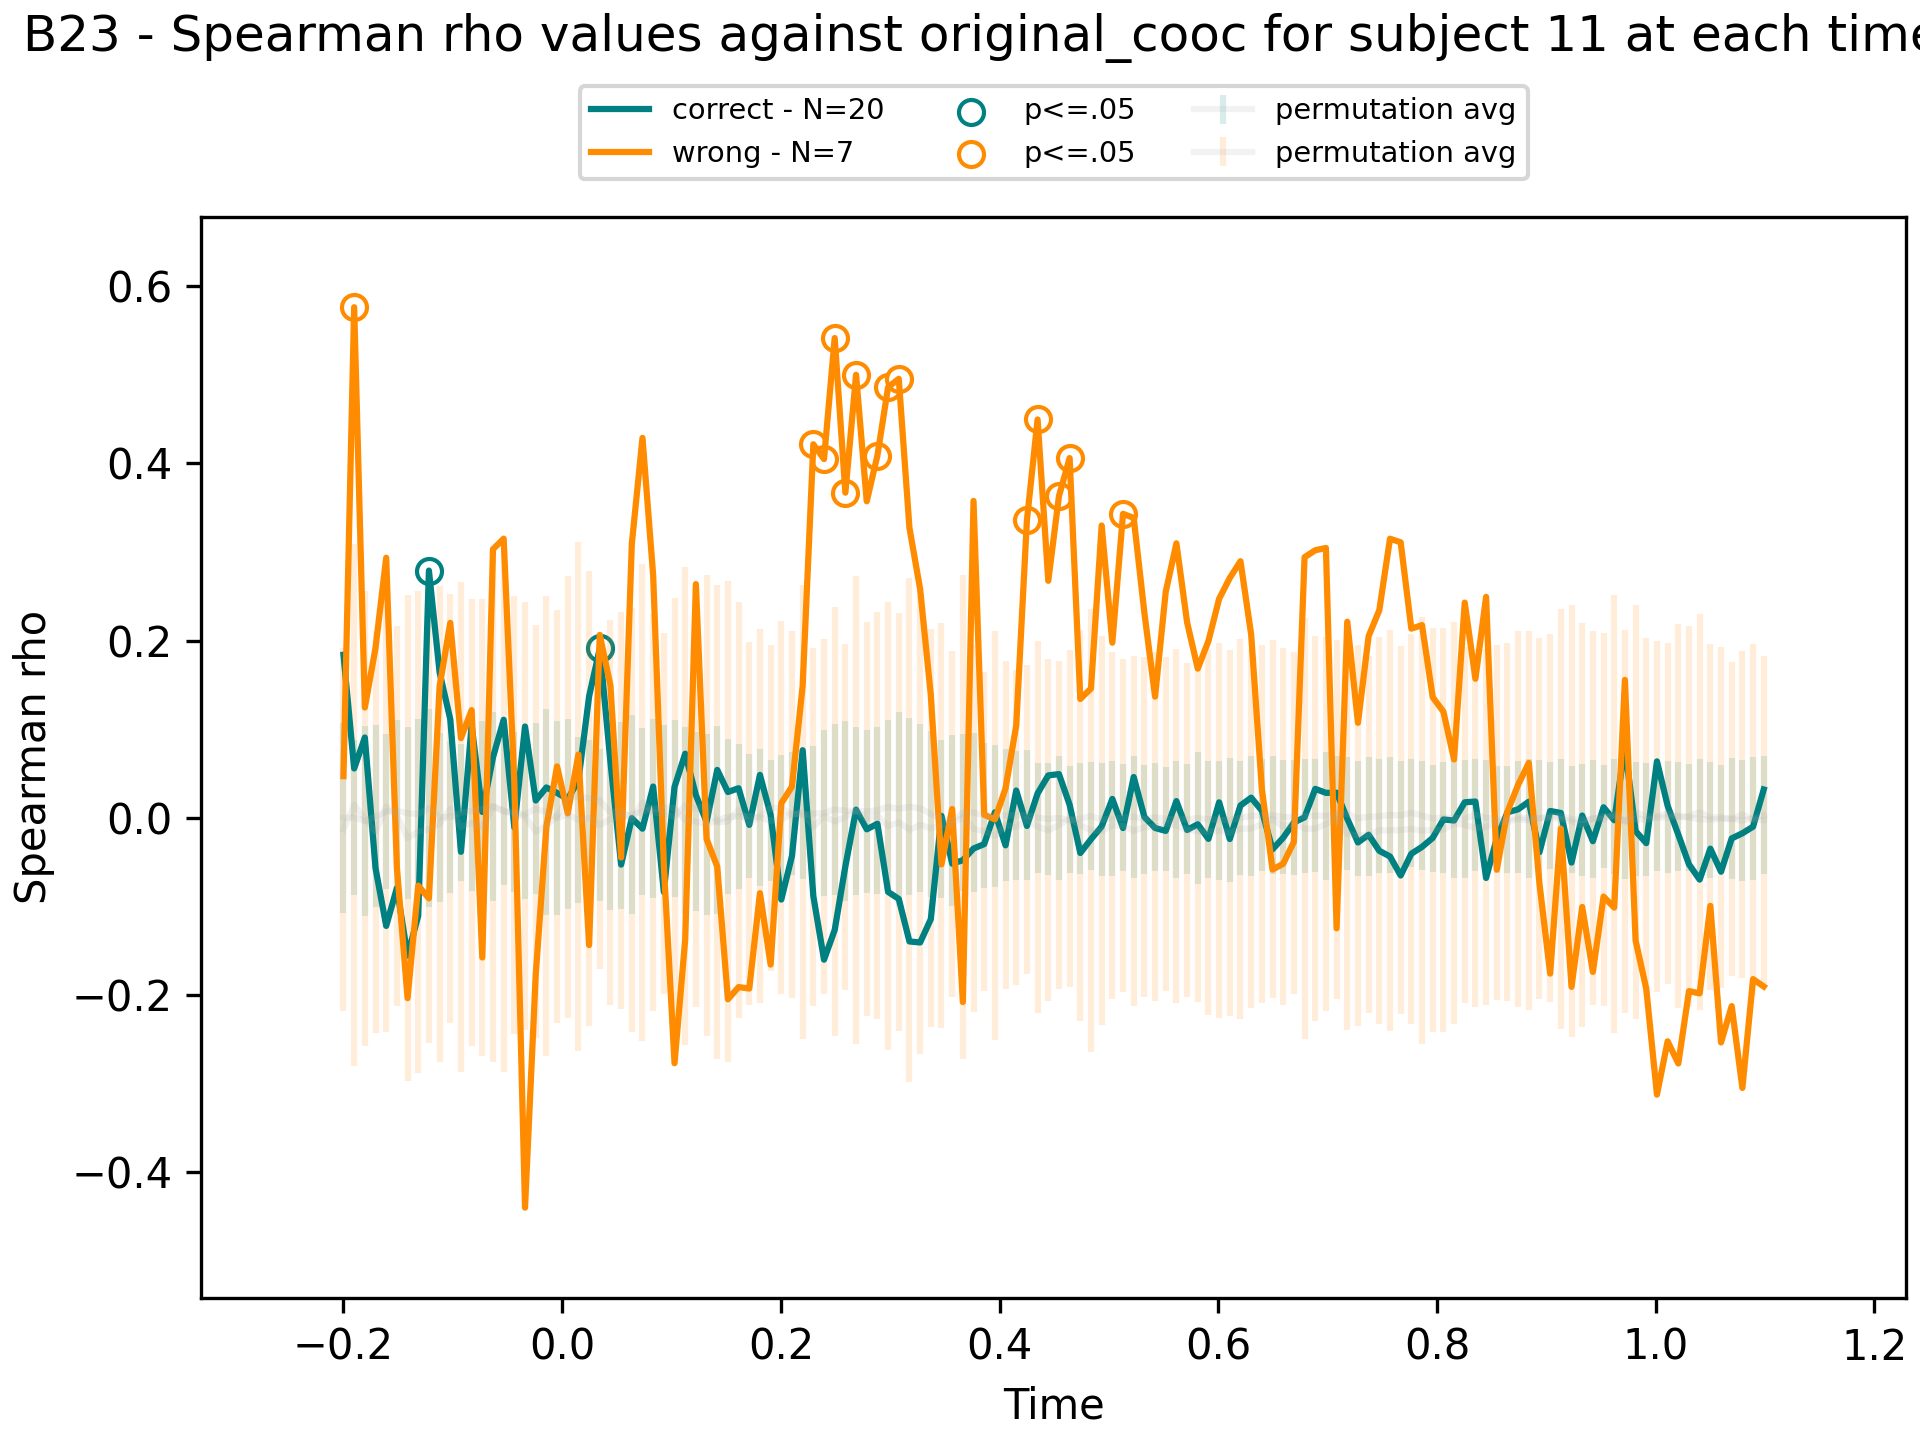 B23 - Spearman rho values against original_cooc for subject 11 at each time
correct - N=20
wrong - N=7
p<=.05
p<=.05
permutation avg
permutation avg
Spearman rho
0.6
0.4
0.2
0.0
−0.2
−0.4
−0.2 0.0 0.2 0.4 0.6 0.8 1.0 1.2
Time